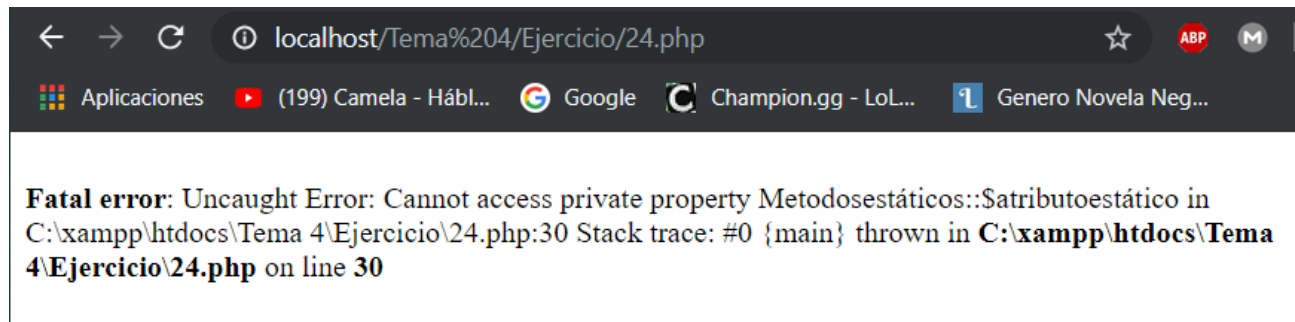 localhost/Tema%204/Ejercicio/24.php
ABP
M
Aplicaciones (199) Camela - Hábl... Google Champion.gg - LoL... Genero Novela Neg...
Fatal error: Uncaught Error: Cannot access private property Metodosestáticos::$atributoestático in
C:\xampp\htdocs\Tema 4\Ejercicio\24.php:30 Stack trace: #0 {main} thrown in C:\xampp\htdocs\Tema
4\Ejercicio\24.php on line 30